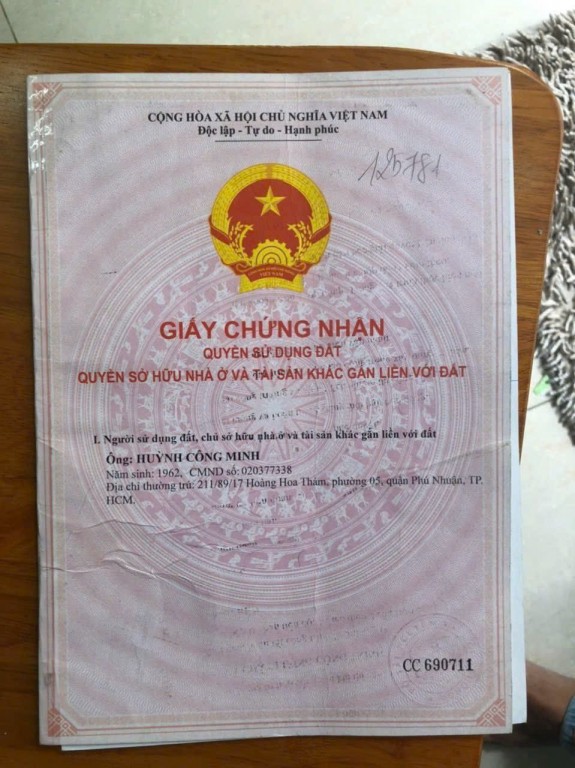 CỘNG HÒA XÃ HỘI CHỦ NGHĨA VIỆT NAM
Độc lập - Tự do - Hạnh phúc
125781
VIỆT NAM
GIẤY CHỨNG NHẬN
QUYỀN SỬ DỤNG ĐẤT
QUYỀN SỞ HỮU NHÀ Ở VÀ TÀI SẢN KHÁC GẮN LIỀN VỚI ĐẤT
I. Người sử dụng đất, chủ sở hữu nhà ở và tài sản khác gắn liền với đất
Ông: HUỲNH CÔNG MINH
Năm sinh: 1962, CMND số: 020377338
Địa chỉ thường trú: 211/89/17 Hoàng Hoa Thám, phường 05, quận Phú Nhuận, TP.
HCM.
CC 690711